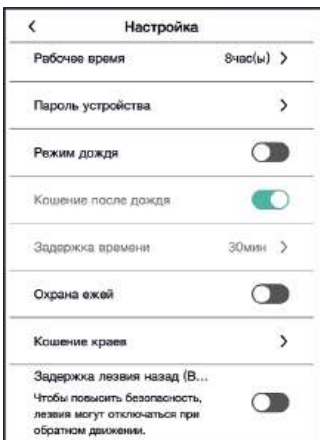 Настройка
Рабочее время 8час(ы)
Пароль устройства
Режим дождя
Кошение после дождя
Задержка времени 30мин
Охрана ежей
Кошение краев
Задержка лезвия назад (В...
Чтобы повысить безопасность,
лезвия могут отключаться при
обратном движении.